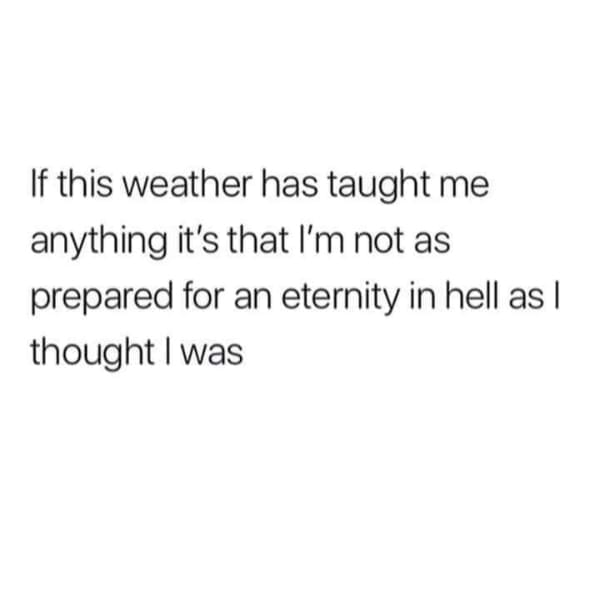 If this weather has taught me
anything it's that I'm not as
prepared for an eternity in hell as I
thought I was